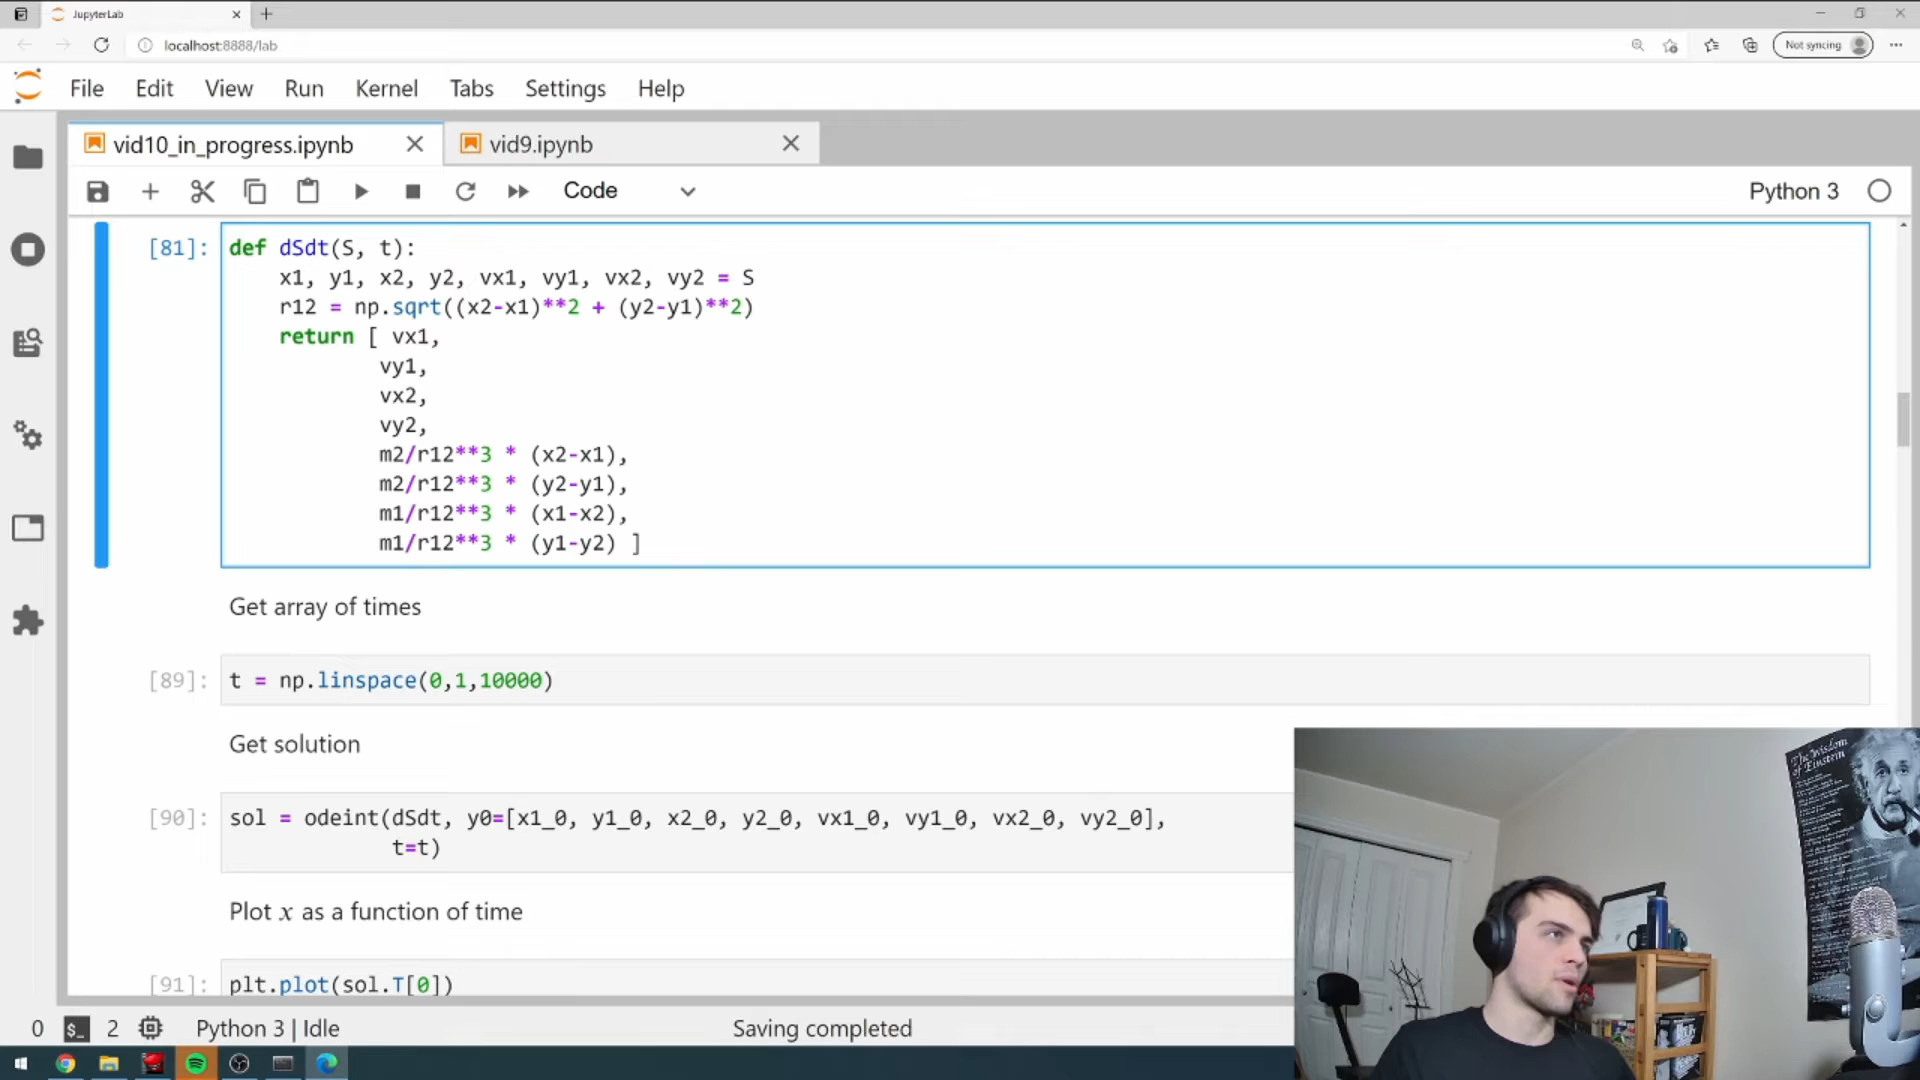 JupyterLab
localhost:8888/lab
Not syncing
File Edit View Run Kernel Tabs Settings Help
vid10_in_progress.ipynb
vid9.ipynb
Code
Python 3
[81]:
def dSdt(S, t):
    x1, y1, x2, y2, vx1, vy1, vx2, vy2 = S
    r12 = np.sqrt((x2-x1)**2 + (y2-y1)**2)
    return [ vx1,
            vy1,
            vx2,
            vy2,
            m2/r12**3 * (x2-x1),
            m2/r12**3 * (y2-y1),
            m1/r12**3 * (x1-x2),
            m1/r12**3 * (y1-y2) ]
Get array of times
[89]:
t = np.linspace(0,1,10000)
Get solution
[90]:
sol = odeint(dSdt, y0=[x1_0, y1_0, x2_0, y2_0, vx1_0, vy1_0, vx2_0, vy2_0],
             t=t)
Plot x as a function of time
[91]:
plt.plot(sol.T[0])
The Wisdom
of Einstein
0
$_
2
Python 3 | Idle
Saving completed